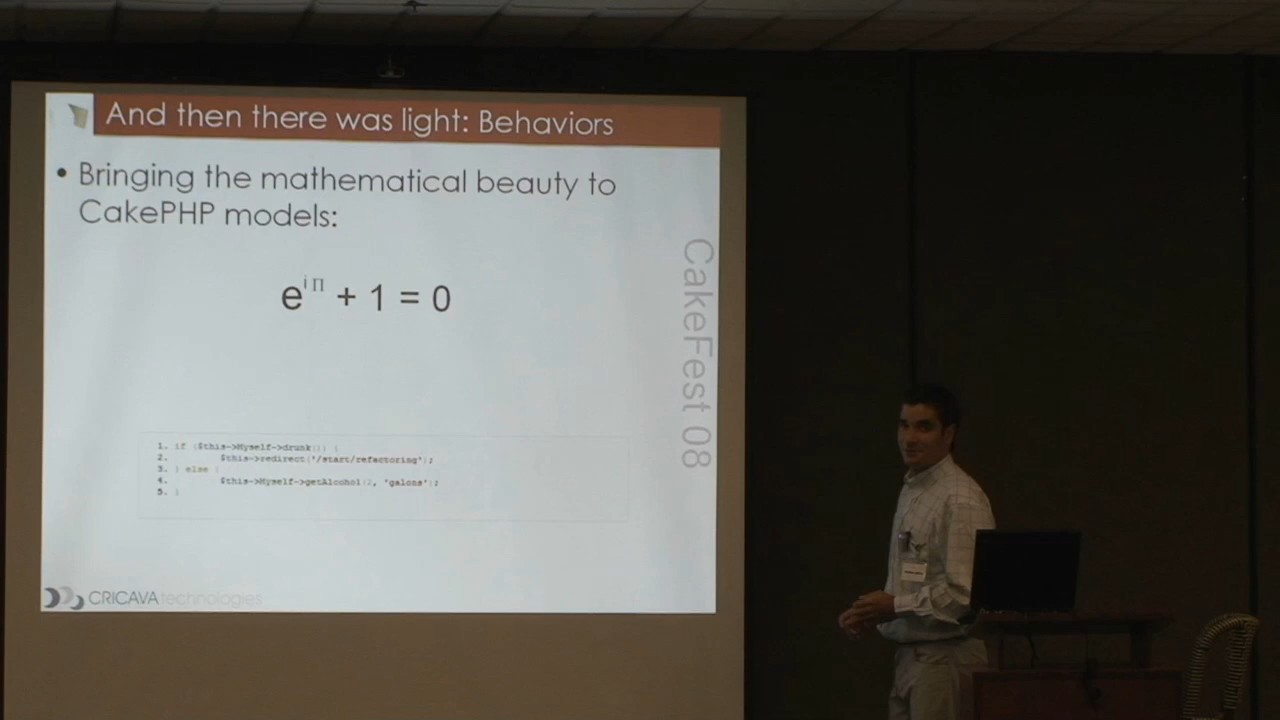 And then there was light: Behaviors
• Bringing the mathematical beauty to
CakePHP models:
e^iΠ + 1 = 0
1. if ($this->Myself->drunk()) {
2. $this->redirect('/start/refactoring');
3. } else {
4. $this->Myself->getAlcohol(2, 'galons');
5. }
CakeFest 08
CRICAVA technologies